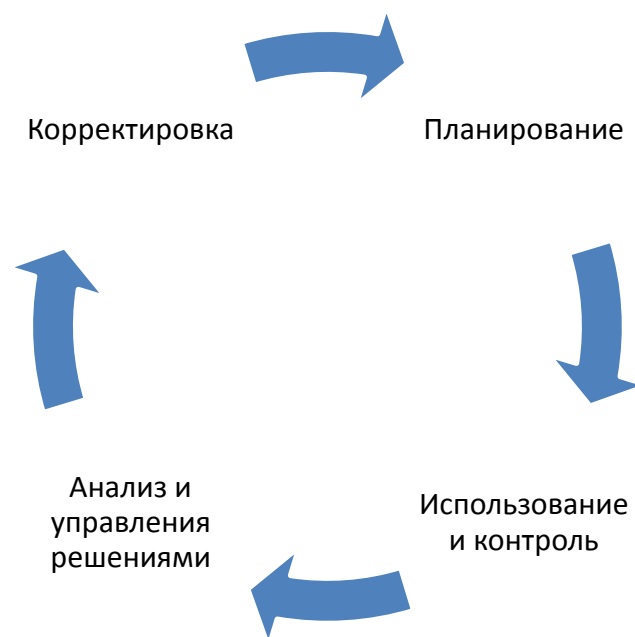 Корректировка
Планирование
Анализ и
управления
решениями
Использование
и контроль